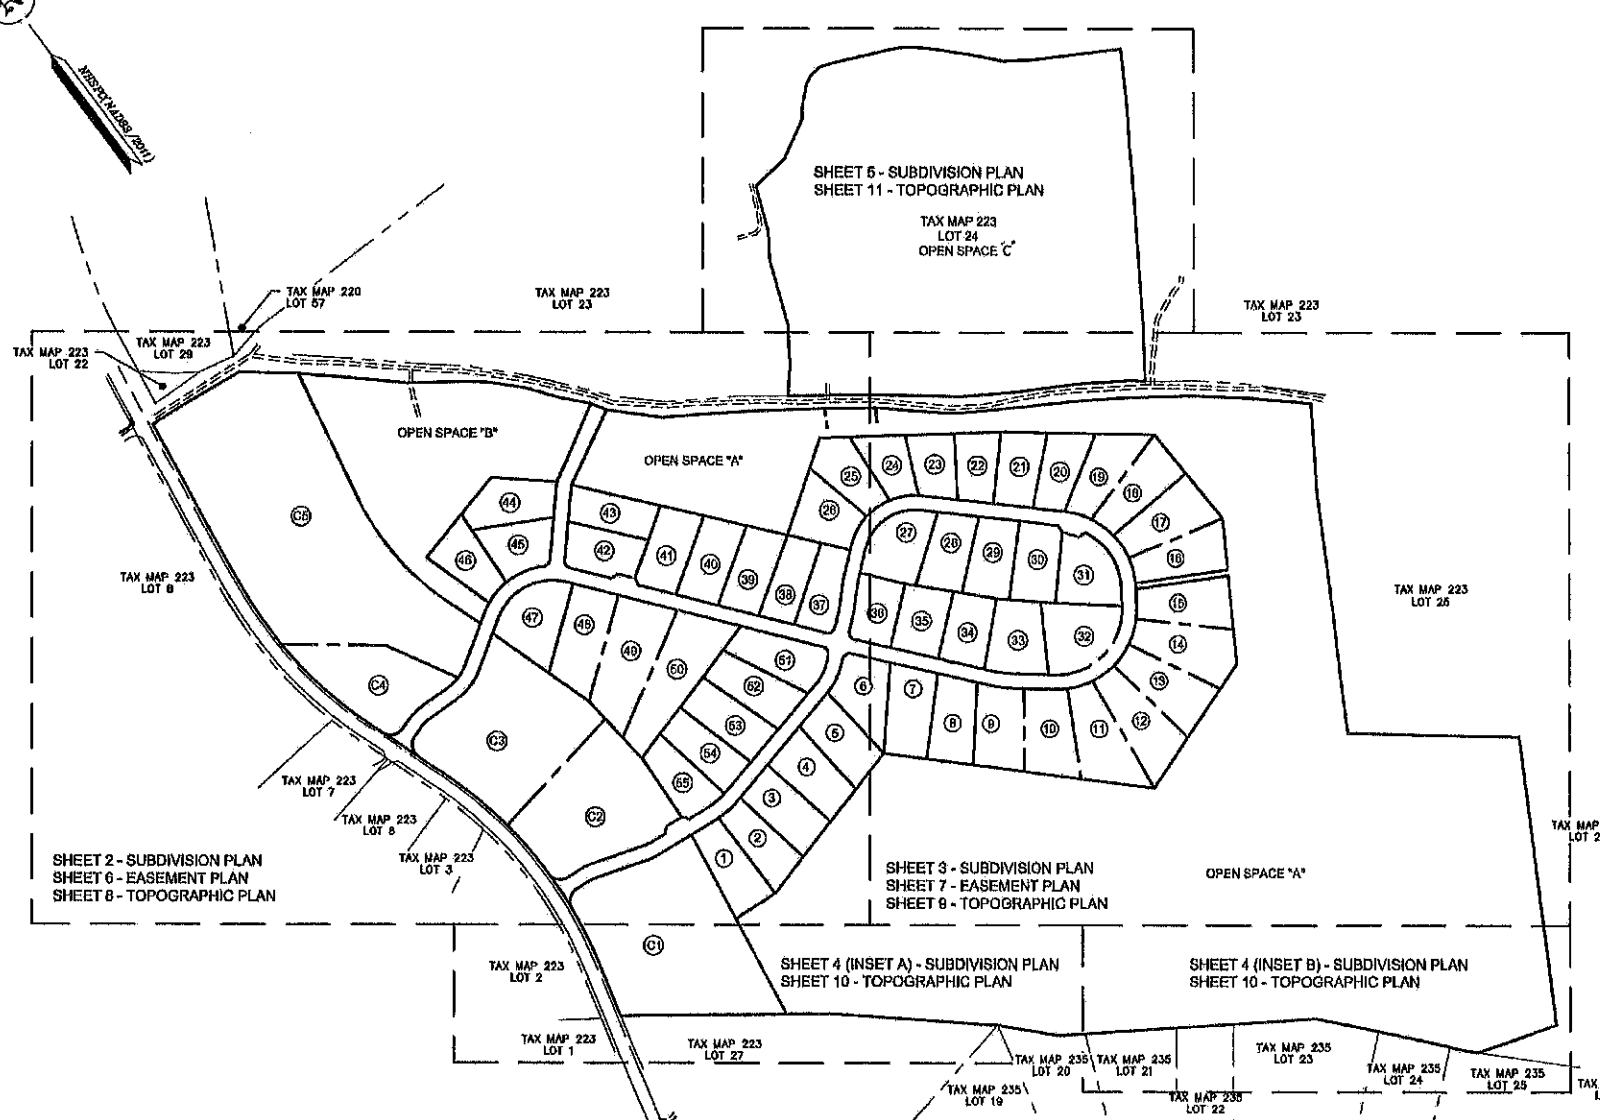 NHSPC(NAD83/2011)
SHEET 5 - SUBDIVISION PLAN
SHEET 11 - TOPOGRAPHIC PLAN
TAX MAP 223
LOT 24
OPEN SPACE "C"
TAX MAP 220
LOT 57
TAX MAP 223
LOT 23
TAX MAP 223
LOT 23
TAX MAP 223
LOT 22
TAX MAP 223
LOT 29
OPEN SPACE "B"
OPEN SPACE "A"
25
24
23
22
21
20
19
18
17
16
26
27
28
29
30
31
44
43
45
42
46
41
40
39
38
37
C5
TAX MAP 223
LOT 8
TAX MAP 223
LOT 25
36
35
34
33
32
15
14
13
12
11
10
9
8
7
6
47
48
49
50
51
52
53
54
55
5
4
3
2
1
C4
C3
C2
TAX MAP 223
LOT 7
TAX MAP 223
LOT 8
TAX MAP 223
LOT 3
TAX MAP
LOT 2
SHEET 2 - SUBDIVISION PLAN
SHEET 6 - EASEMENT PLAN
SHEET 8 - TOPOGRAPHIC PLAN
SHEET 3 - SUBDIVISION PLAN
SHEET 7 - EASEMENT PLAN
SHEET 9 - TOPOGRAPHIC PLAN
OPEN SPACE "A"
C1
TAX MAP 223
LOT 2
SHEET 4 (INSET A) - SUBDIVISION PLAN
SHEET 10 - TOPOGRAPHIC PLAN
SHEET 4 (INSET B) - SUBDIVISION PLAN
SHEET 10 - TOPOGRAPHIC PLAN
TAX MAP 223
LOT 1
TAX MAP 223
LOT 27
TAX MAP 235
LOT 19
TAX MAP 235
LOT 20
TAX MAP 235
LOT 21
TAX MAP 235
LOT 22
TAX MAP 235
LOT 23
TAX MAP 235
LOT 24
TAX MAP 235
LOT 25
TAX